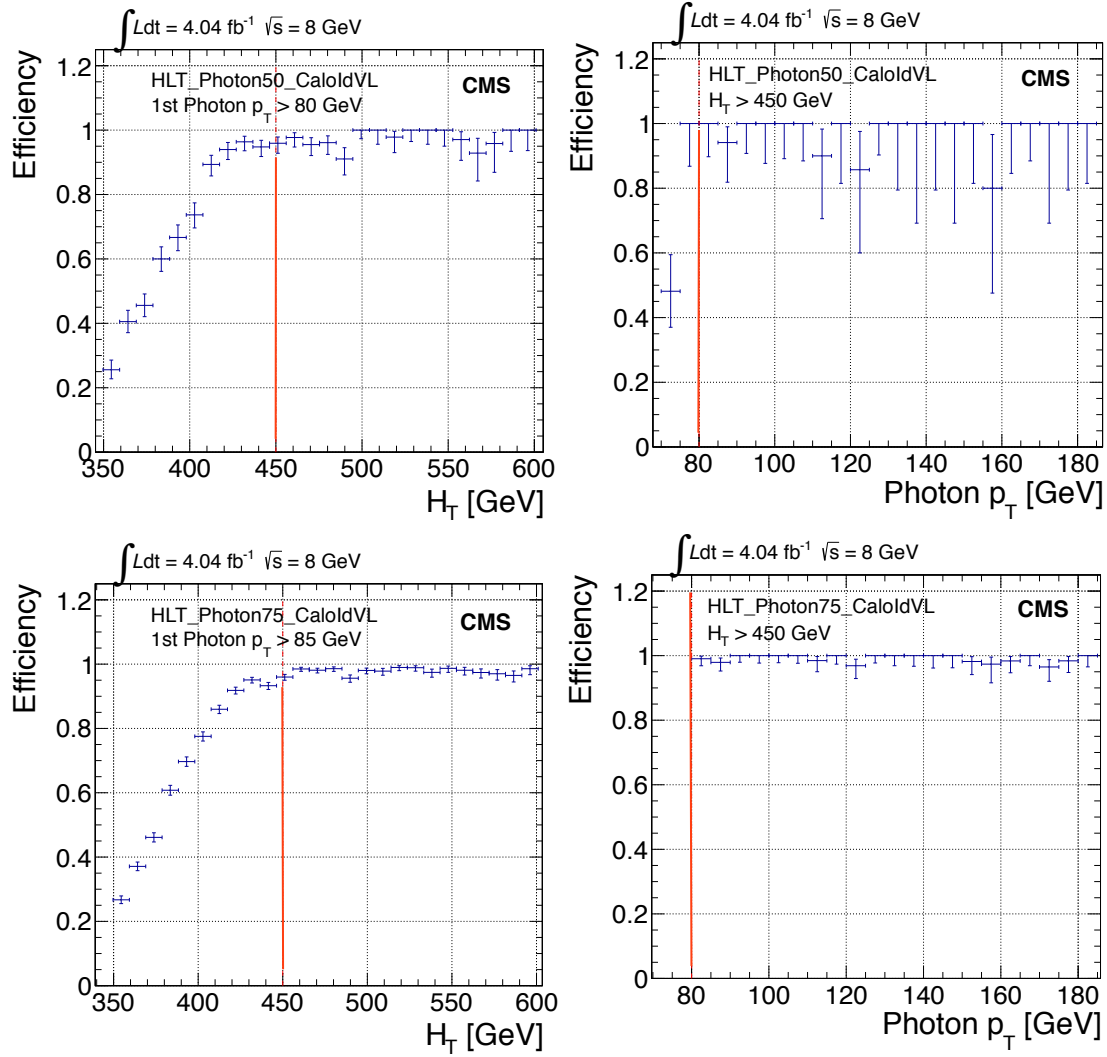 ∫Ldt = 4.04 fb⁻¹ √s = 8 GeV
Efficiency
1.2
1
0.8
0.6
0.4
0.2
0
HLT_Photon50_CaloIdVL
1st Photon p_T > 80 GeV
CMS
350 400 450 500 550 600
H_T [GeV]
∫Ldt = 4.04 fb⁻¹ √s = 8 GeV
Efficiency
1.2
1
0.8
0.6
0.4
0.2
0
HLT_Photon50_CaloIdVL
H_T > 450 GeV
CMS
80 100 120 140 160 180
Photon p_T [GeV]
∫Ldt = 4.04 fb⁻¹ √s = 8 GeV
Efficiency
1.2
1
0.8
0.6
0.4
0.2
0
HLT_Photon75_CaloIdVL
1st Photon p_T > 85 GeV
CMS
350 400 450 500 550 600
H_T [GeV]
∫Ldt = 4.04 fb⁻¹ √s = 8 GeV
Efficiency
1.2
1
0.8
0.6
0.4
0.2
0
HLT_Photon75_CaloIdVL
H_T > 450 GeV
CMS
80 100 120 140 160 180
Photon p_T [GeV]